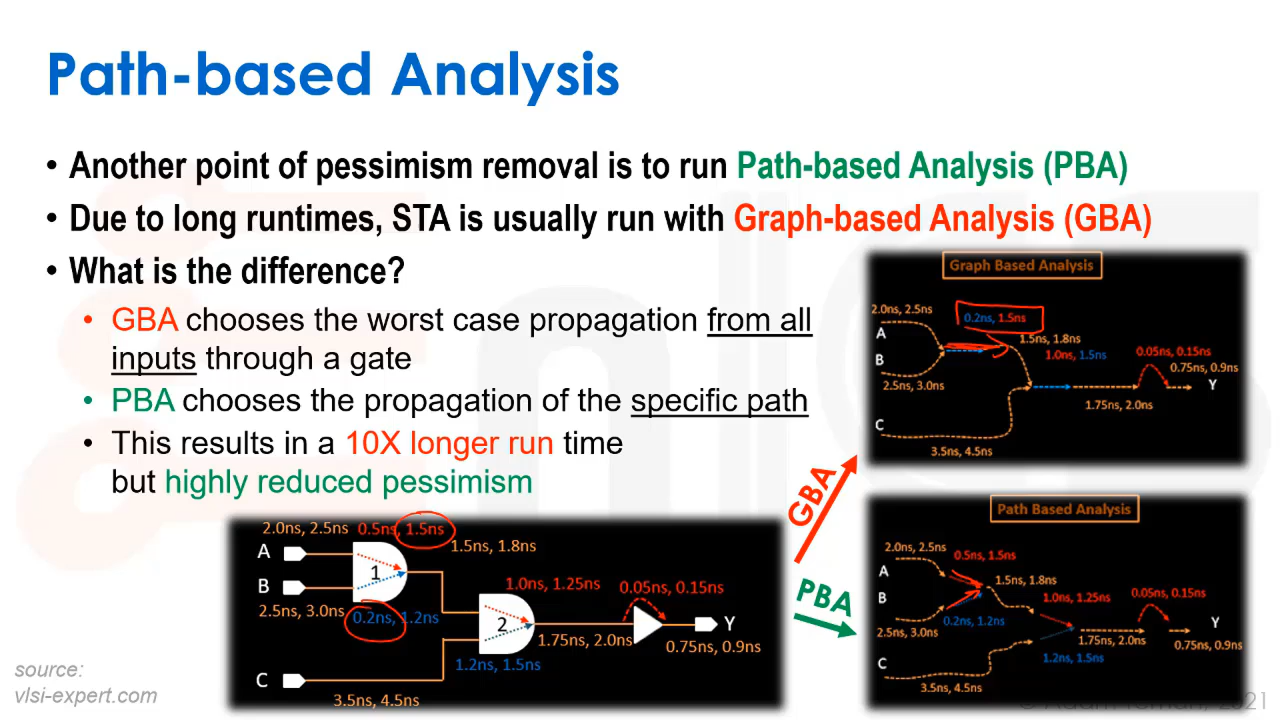 Path-based Analysis
• Another point of pessimism removal is to run Path-based Analysis (PBA)
• Due to long runtimes, STA is usually run with Graph-based Analysis (GBA)
• What is the difference?
• GBA chooses the worst case propagation from all
inputs through a gate
• PBA chooses the propagation of the specific path
• This results in a 10X longer run time
but highly reduced pessimism
Graph Based Analysis
2.0ns, 2.5ns
0.2ns, 1.5ns
A
1.5ns, 1.8ns
B
1.0ns, 1.5ns
0.05ns, 0.15ns
0.75ns, 0.9ns
2.5ns, 3.0ns
Y
1.75ns, 2.0ns
C
3.5ns, 4.5ns
GBA
PBA
Path Based Analysis
2.0ns, 2.5ns
0.5ns, 1.5ns
A
1.5ns, 1.8ns
B
1.0ns, 1.25ns
0.05ns, 0.15ns
0.2ns, 1.2ns
2.5ns, 3.0ns
Y
1.75ns, 2.0ns
0.75ns, 0.9ns
1.2ns, 1.5ns
C
3.5ns, 4.5ns
2.0ns, 2.5ns
0.5ns, 1.5ns
A
1.5ns, 1.8ns
1
B
1.0ns, 1.25ns
0.05ns, 0.15ns
2.5ns, 3.0ns
0.2ns, 1.2ns
2
Y
1.75ns, 2.0ns
0.75ns, 0.9ns
1.2ns, 1.5ns
C
3.5ns, 4.5ns
source:
vlsi-expert.com
2021